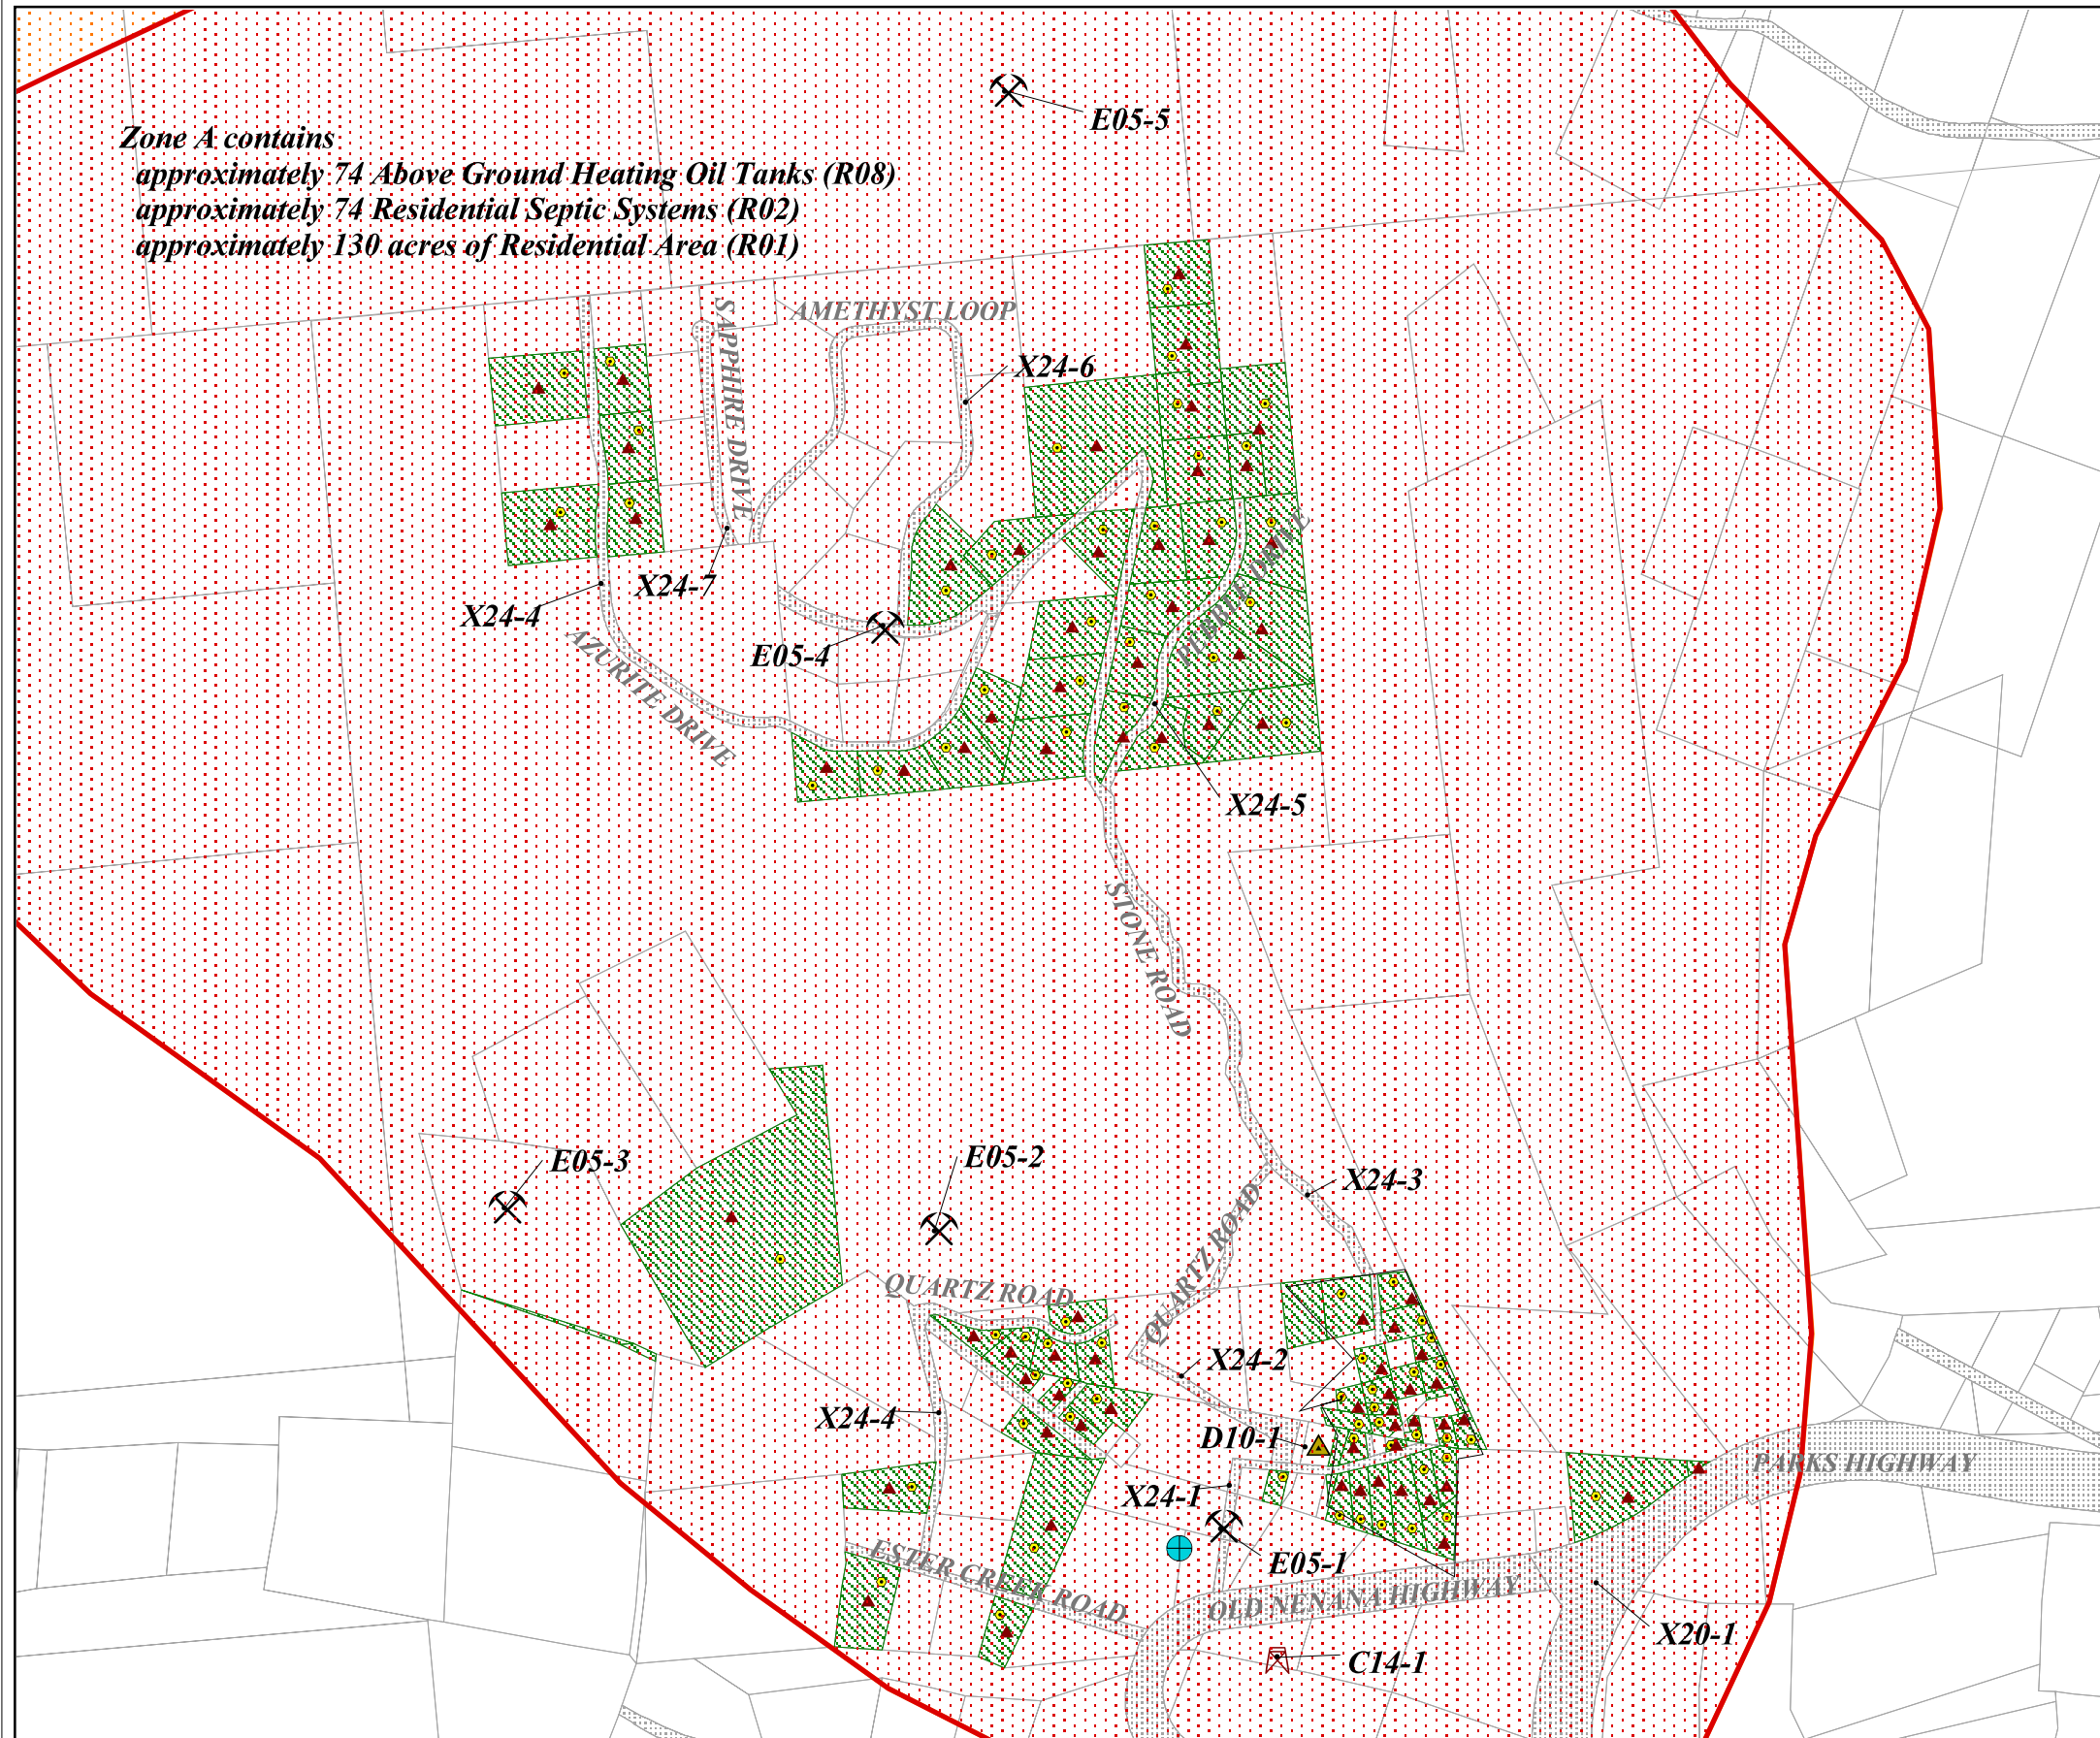 E05-5
Zone A contains
approximately 74 Above Ground Heating Oil Tanks (R08)
approximately 74 Residential Septic Systems (R02)
approximately 130 acres of Residential Area (R01)
AMETHYST LOOP
SAPPHIRE DRIVE
X24-6
PEBBLE DRIVE
X24-7
X24-4
E05-4
AZURITE DRIVE
X24-5
STONE ROAD
E05-3
E05-2
X24-3
QUARTZ ROAD
QUARTZ ROAD
X24-2
X24-4
D10-1
PARKS HIGHWAY
X24-1
E05-1
ESTER CREEK ROAD
OLD NENANA HIGHWAY
X20-1
C14-1